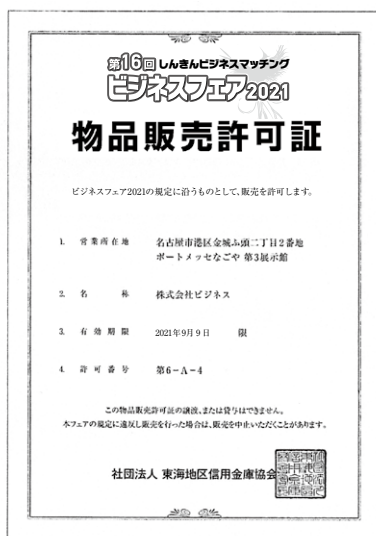 第16回 しんきんビジネスマッチング
ビジネスフェア2021
物品販売許可証
ビジネスフェア2021の規定に沿うものとして、販売を許可します。
1. 営業所在地 名古屋市港区金城ふ頭二丁目2番地
ポートメッセなごや 第3展示館
2. 名称 株式会社ビジネス
3. 有効期限 2021年9月9日 限
4. 許可番号 第6-A-4
この物品販売許可証の譲渡、または貸与はできません。
本フェアの規定に違反し販売を行った場合は、販売を中止いただくことがあります。
社団法人 東海地区信用金庫協会